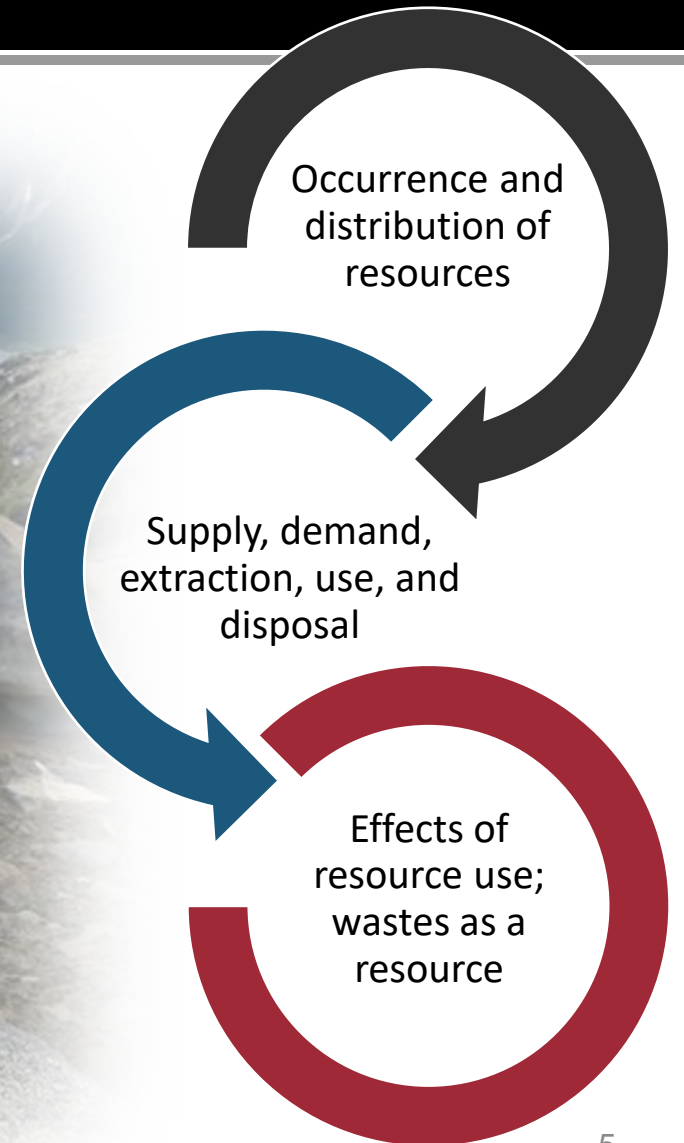 Occurrence and
distribution of
resources
Supply, demand,
extraction, use, and
disposal
Effects of
resource use;
wastes as a
resource
5